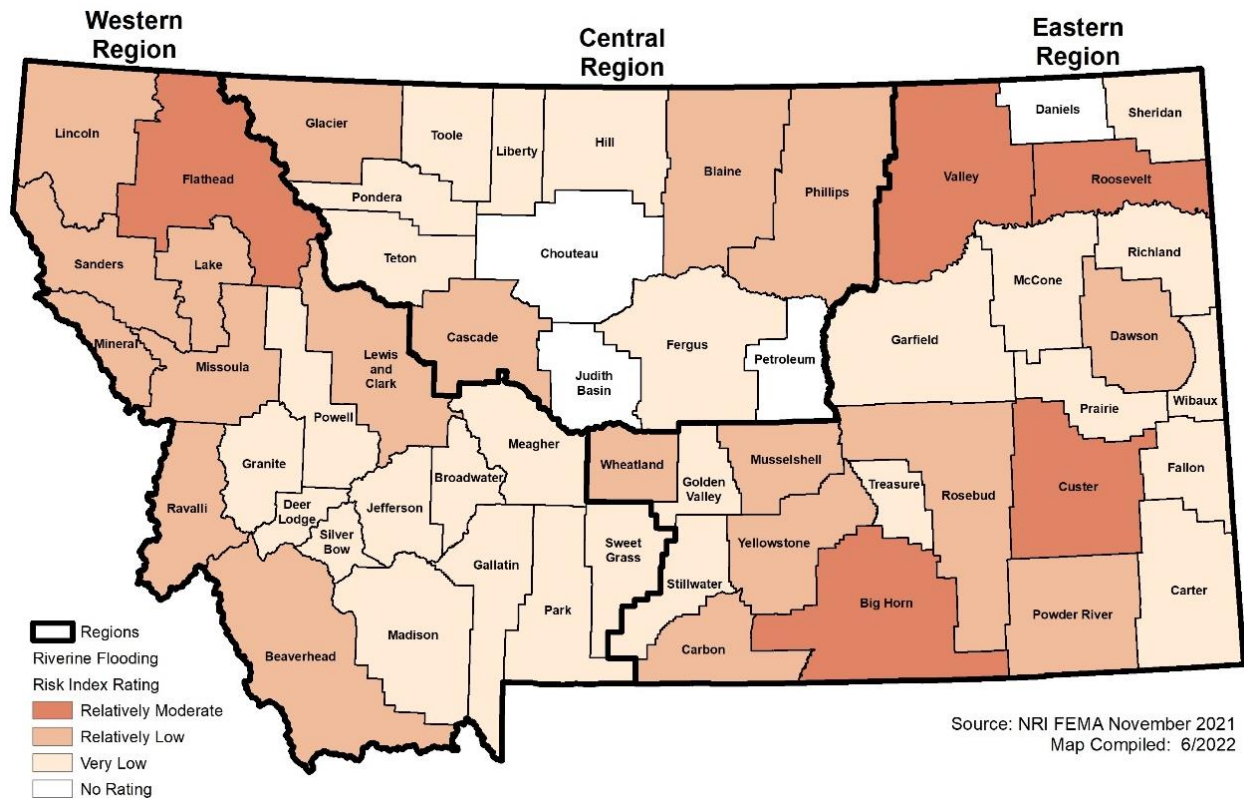 Western
Region
Central
Region
Eastern
Region
Lincoln
Flathead
Glacier
Toole
Liberty
Hill
Blaine
Phillips
Valley
Daniels
Sheridan
Roosevelt
Pondera
Teton
Chouteau
Sanders
Lake
Richland
McCone
Garfield
Dawson
Mineral
Missoula
Lewis
and
Clark
Cascade
Judith
Basin
Fergus
Petroleum
Prairie
Wibaux
Powell
Granite
Ravalli
Deer
Lodge
Silver
Bow
Jefferson
Broadwater
Meagher
Wheatland
Golden
Valley
Musselshell
Treasure
Rosebud
Custer
Fallon
Gallatin
Park
Sweet
Grass
Stillwater
Yellowstone
Big Horn
Powder River
Carter
Beaverhead
Madison
Carbon
Regions
Riverine Flooding
Risk Index Rating
Relatively Moderate
Relatively Low
Very Low
No Rating
Source: NRI FEMA November 2021
Map Compiled: 6/2022